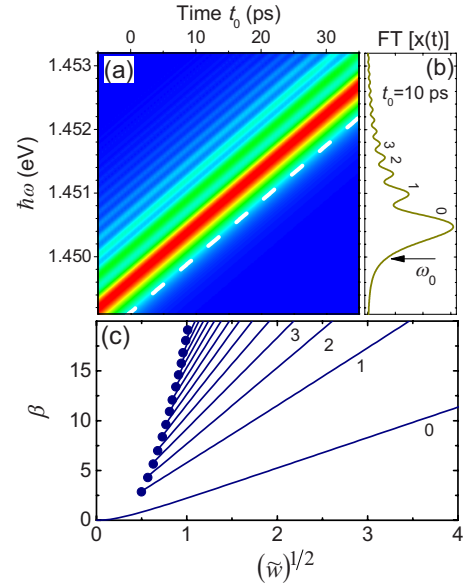 Time t₀ (ps)
0 10 20 30
FT [x(t)]
(a)
(b)
t₀=10 ps
1.453
1.452
1.451
1.450
ħω (eV)
3
2
1
0
ω₀
(c)
15
10
5
0
β
3
2
1
0
0 1 2 3 4
(w̃)^{1/2}